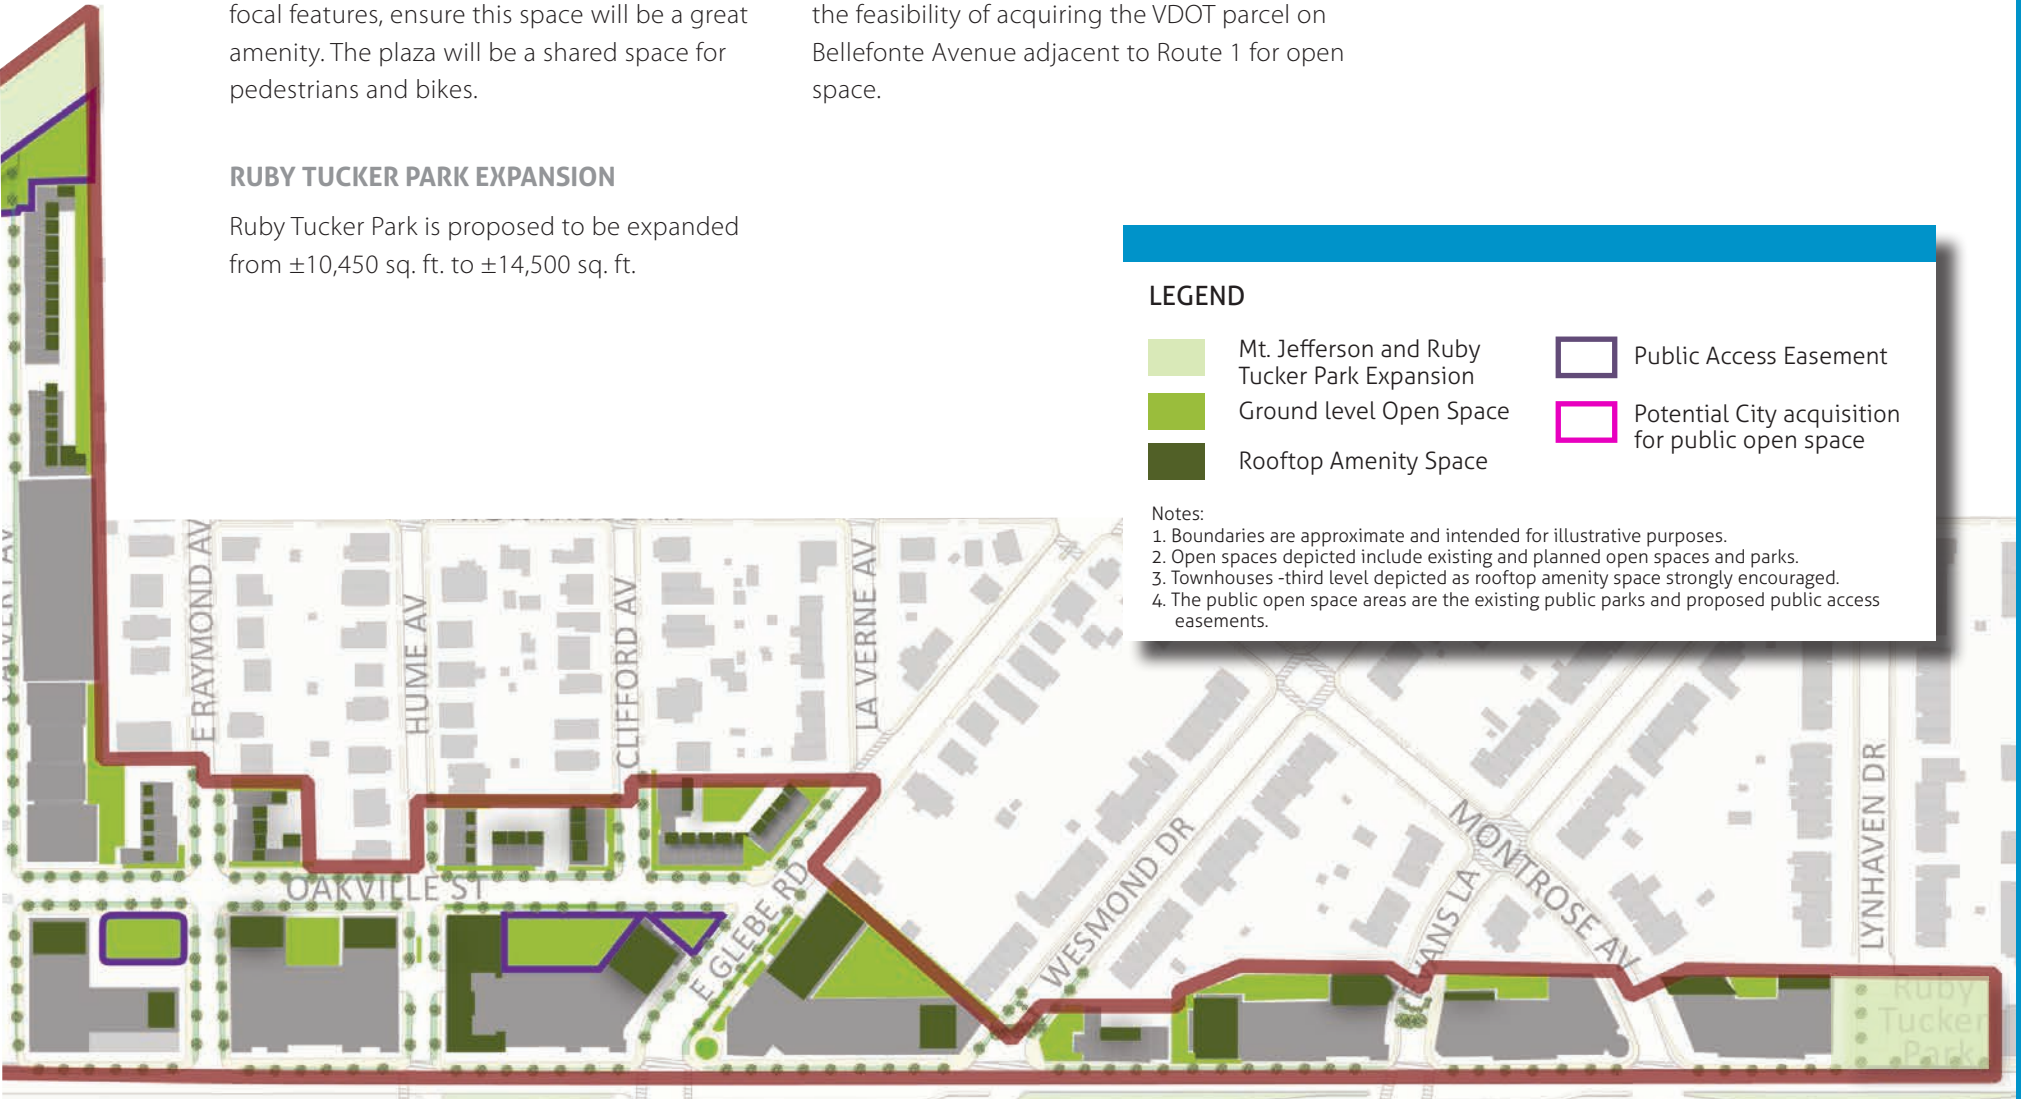 focal features, ensure this space will be a great
amenity. The plaza will be a shared space for
pedestrians and bikes.
RUBY TUCKER PARK EXPANSION
Ruby Tucker Park is proposed to be expanded
from ±10,450 sq. ft. to ±14,500 sq. ft.
the feasibility of acquiring the VDOT parcel on
Bellefonte Avenue adjacent to Route 1 for open
space.
LEGEND
Mt. Jefferson and Ruby
Tucker Park Expansion
Ground level Open Space
Rooftop Amenity Space
Public Access Easement
Potential City acquisition
for public open space
Notes:
1. Boundaries are approximate and intended for illustrative purposes.
2. Open spaces depicted include existing and planned open spaces and parks.
3. Townhouses -third level depicted as rooftop amenity space strongly encouraged.
4. The public open space areas are the existing public parks and proposed public access
easements.
E RAYMOND AV
HUME AV
CLIFFORD AV
LA VERNE AV
OAKVILLE ST
E GLEBE RD
WESMOND DR
MONTROSE AV
LYNHAVEN DR
Ruby
Tucker
Park